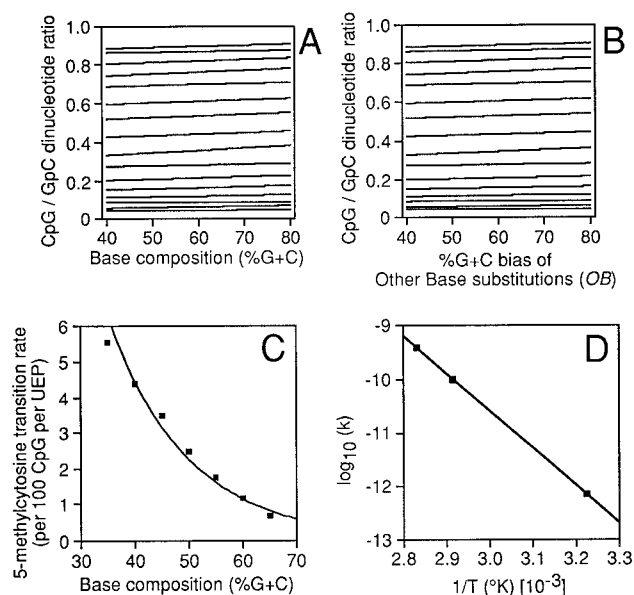 A
CpG / GpC dinucleotide ratio
1.0
0.8
0.6
0.4
0.2
0
40 50 60 70 80
Base composition (%G+C)
B
CpG / GpC dinucleotide ratio
1.0
0.8
0.6
0.4
0.2
0
40 50 60 70 80
%G+C bias of
Other Base substitutions (OB)
C
5-methylcytosine transition rate
(per 100 CpG per UEP)
6
5
4
3
2
1
0
30 40 50 60 70
Base composition (%G+C)
D
log10 (k)
-9
-10
-11
-12
-13
2.8 2.9 3.0 3.1 3.2 3.3
1/T (°K) [10-3]